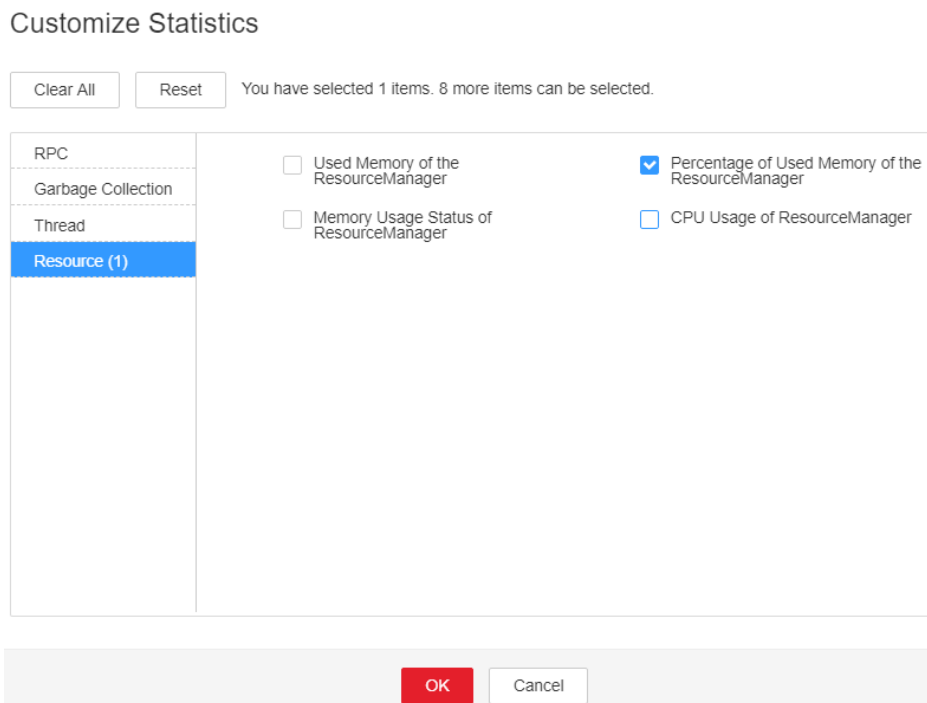 Customize Statistics
Clear All
Reset
You have selected 1 items. 8 more items can be selected.
RPC
Garbage Collection
Thread
Resource (1)
Used Memory of the
ResourceManager
Percentage of Used Memory of the
ResourceManager
Memory Usage Status of
ResourceManager
CPU Usage of ResourceManager
OK
Cancel